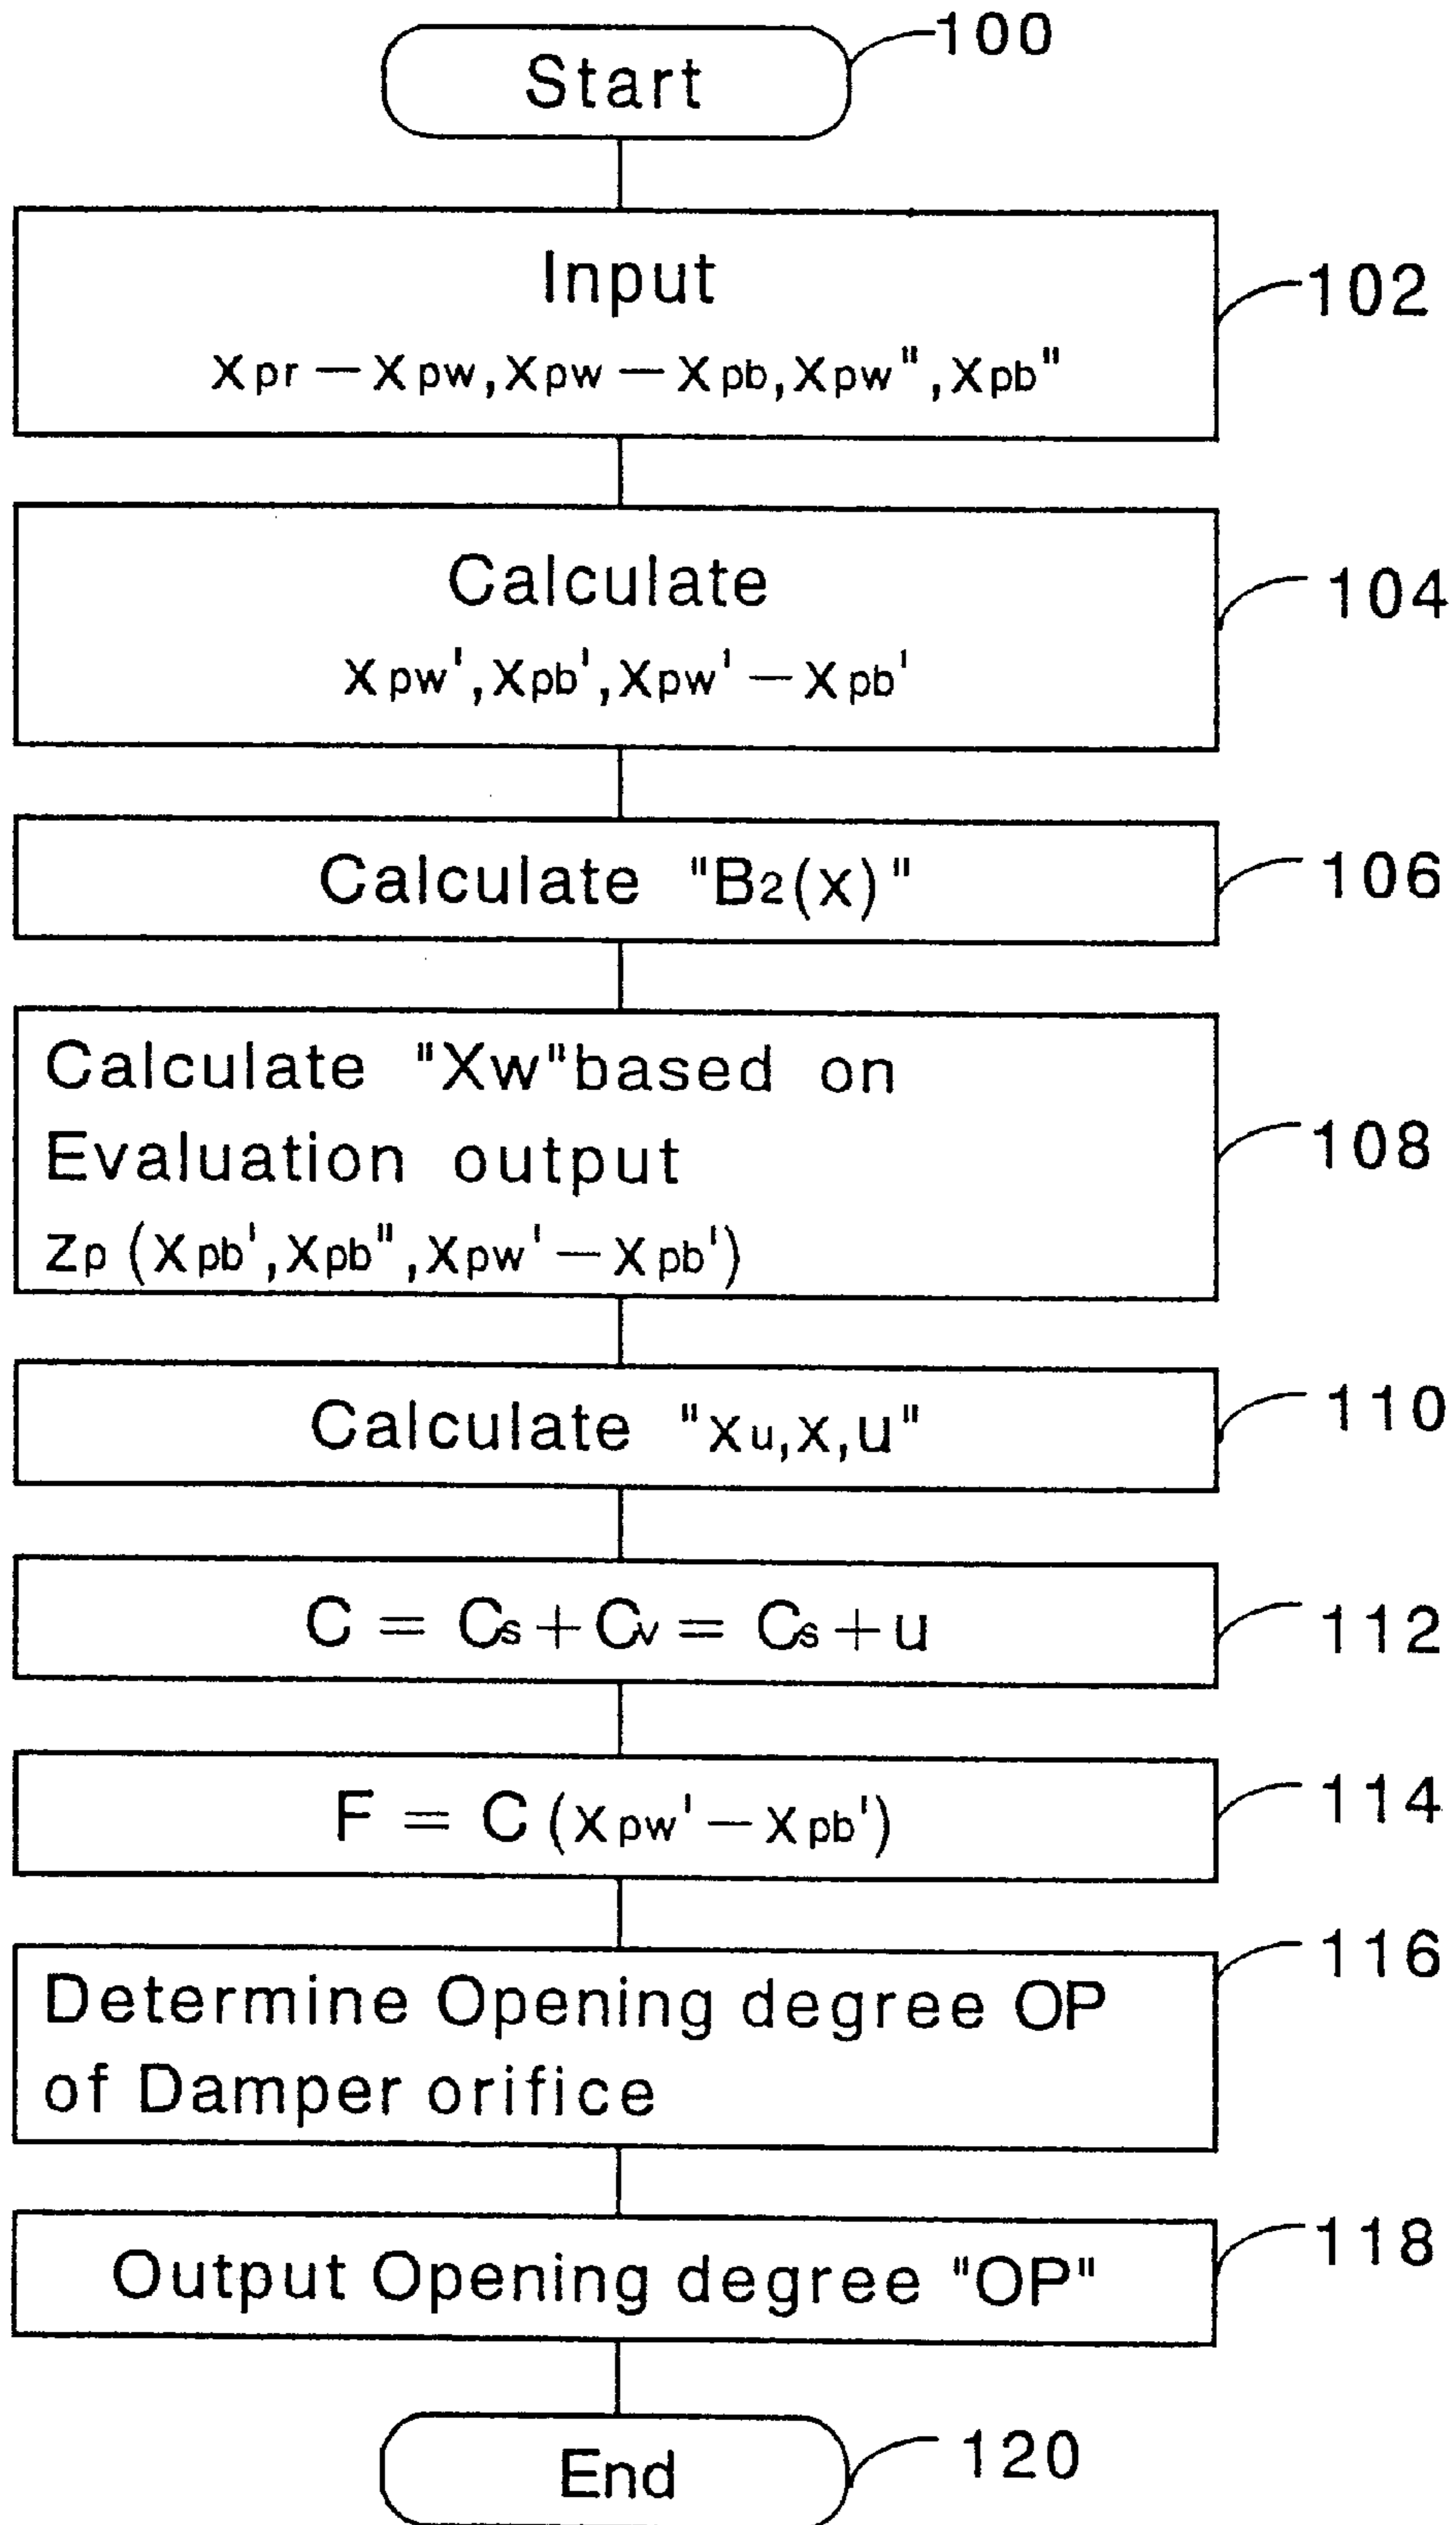 100
Start
Input
102
xpr－xpw,xpw－xpb,xpw",xpb"
Calculate
104
xpw',xpb',xpw'－xpb'
Calculate "B2(x)"
106
Calculate "Xw"based on
Evaluation output
108
zp(xpb',xpb",xpw'－xpb')
Calculate "xu,x,u"
110
C = Cs+Cv = Cs+u
112
F = C(xpw'－xpb')
114
116
Determine Opening degree OP
of Damper orifice
118
Output Opening degree "OP"
120
End